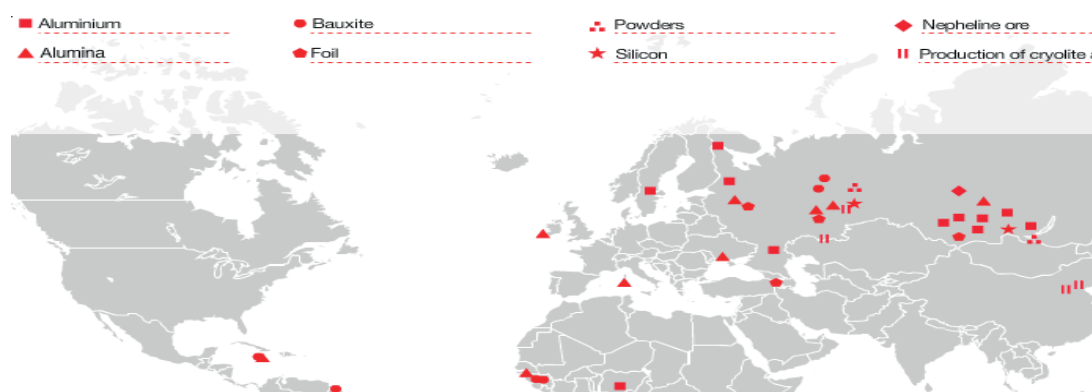 Aluminium
Bauxite
Powders
Nepheline ore
Alumina
Foil
Silicon
Production of cryolite